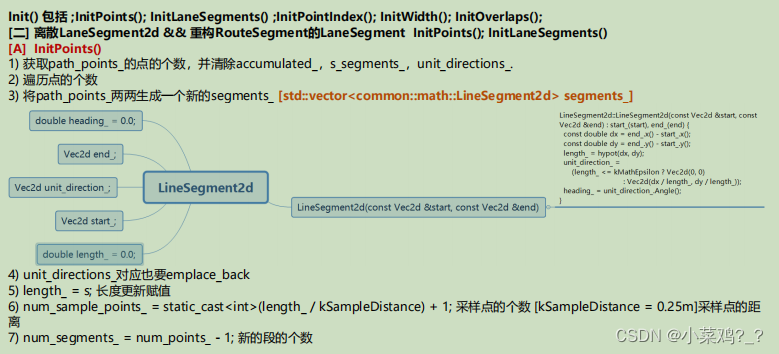 Init() 包括 ;InitPoints(); InitLaneSegments() ;InitPointIndex(); InitWidth(); InitOverlaps();
[二] 离散LaneSegment2d && 重构RouteSegment的LaneSegment InitPoints(); InitLaneSegments()
[A] InitPoints()
1) 获取path_points_的点的个数，并清除accumulated_，s_segments_，unit_directions_.
2) 遍历点的个数
3) 将path_points_两两生成一个新的segments_ [std::vector<common::math::LineSegment2d> segments_]
double heading_ = 0.0;
Vec2d end_;
Vec2d unit_direction_;
Vec2d start_;
double length_ = 0.0;
LineSegment2d
LineSegment2d(const Vec2d &start, const Vec2d &end)
LineSegment2d::LineSegment2d(const Vec2d &start, const
Vec2d &end) : start_(start), end_(end) {
const double dx = end_.x() - start_.x();
const double dy = end_.y() - start_.y();
length_ = hypot(dx, dy);
unit_direction_ =
(length_ <= kMathEpsilon ? Vec2d(0, 0)
: Vec2d(dx / length_, dy / length_));
heading_ = unit_direction_.Angle();
}
4) unit_directions_对应也要emplace_back
5) length_ = s; 长度更新赋值
6) num_sample_points_ = static_cast<int>(length_ / kSampleDistance) + 1; 采样点的个数 [kSampleDistance = 0.25m]采样点的距
离
7) num_segments_ = num_points_ - 1; 新的段的个数
CSDN @小菜鸡?_?